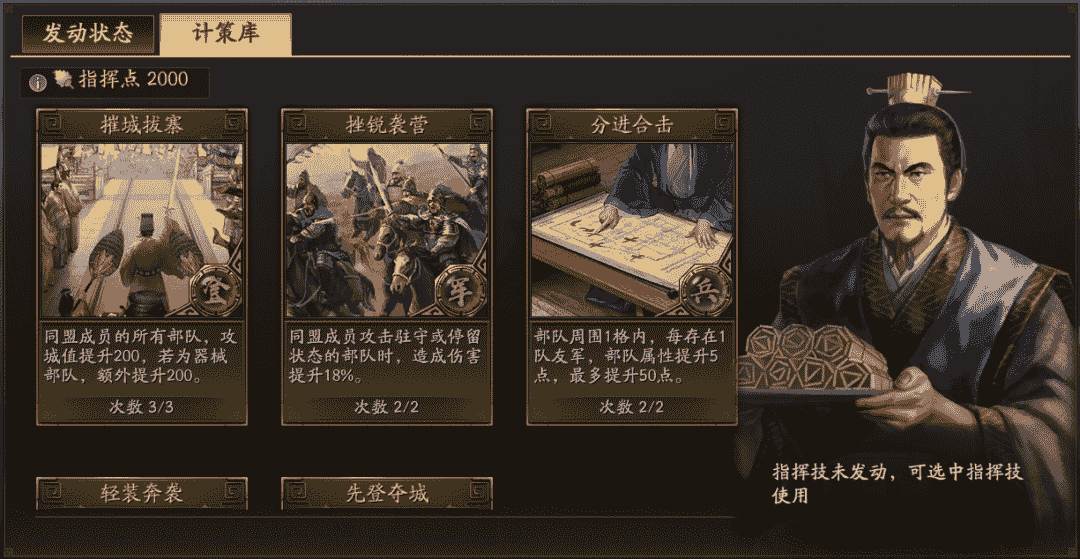 发动状态
计策库
指挥点 2000
摧城拔寨
挫锐袭营
分进合击
官
军
兵
同盟成员的所有部队，攻
城值提升200，若为器械
部队，额外提升200。
次数 3/3
同盟成员攻击驻守或停留
状态的部队时，造成伤害
提升18%。
次数 2/2
部队周围1格内，每存在1
队友军，部队属性提升5
点，最多提升50点。
次数 2/2
轻装奔袭
先登夺城
指挥技未发动，可选中指挥技
使用